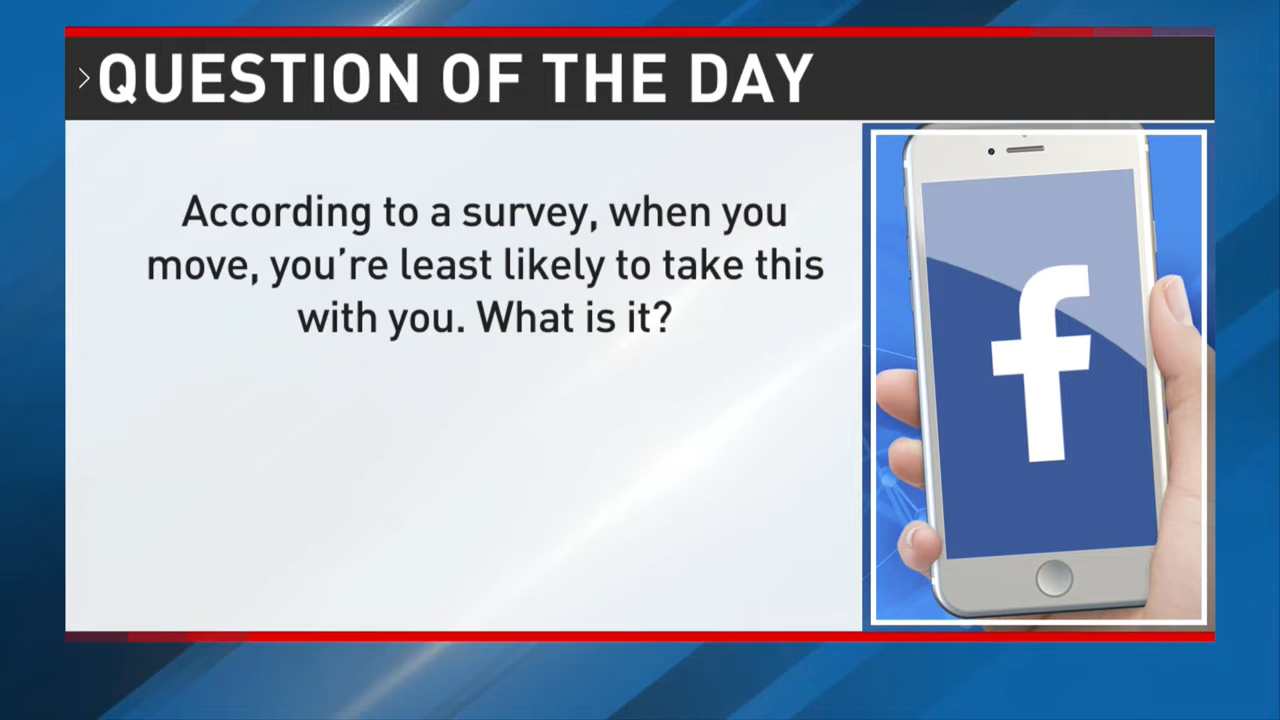 QUESTION OF THE DAY
According to a survey, when you
move, you’re least likely to take this
with you. What is it?
f